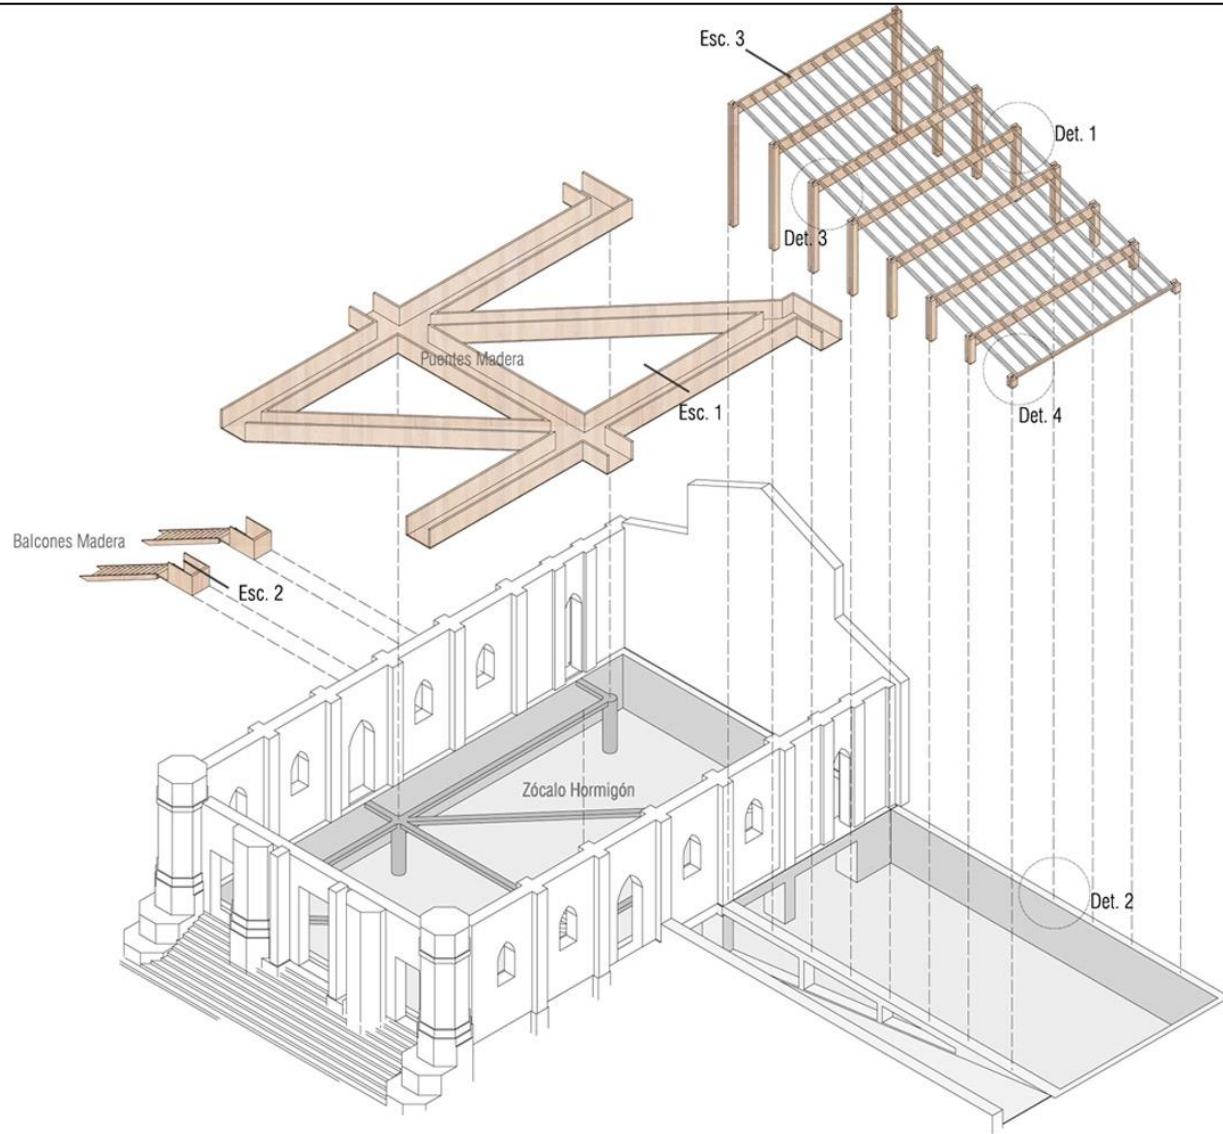 Esc. 3
Det. 1
Det. 3
Puentes Madera
Esc. 1
Det. 4
Balcones Madera
Esc. 2
Zócalo Hormigón
Det. 2